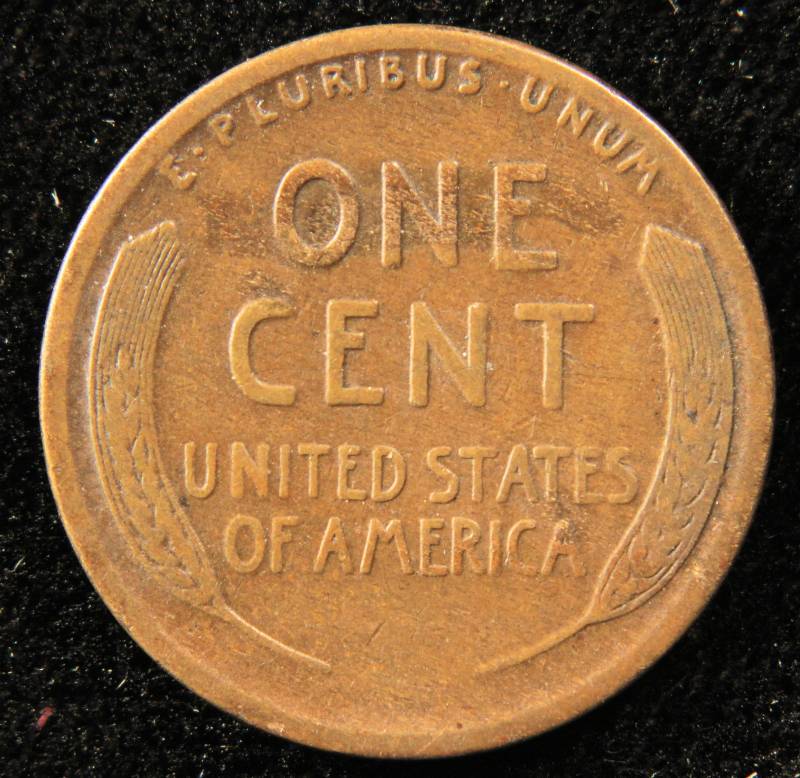 E·PLURIBUS·UNUM
ONE
CENT
UNITED STATES
OF AMERICA